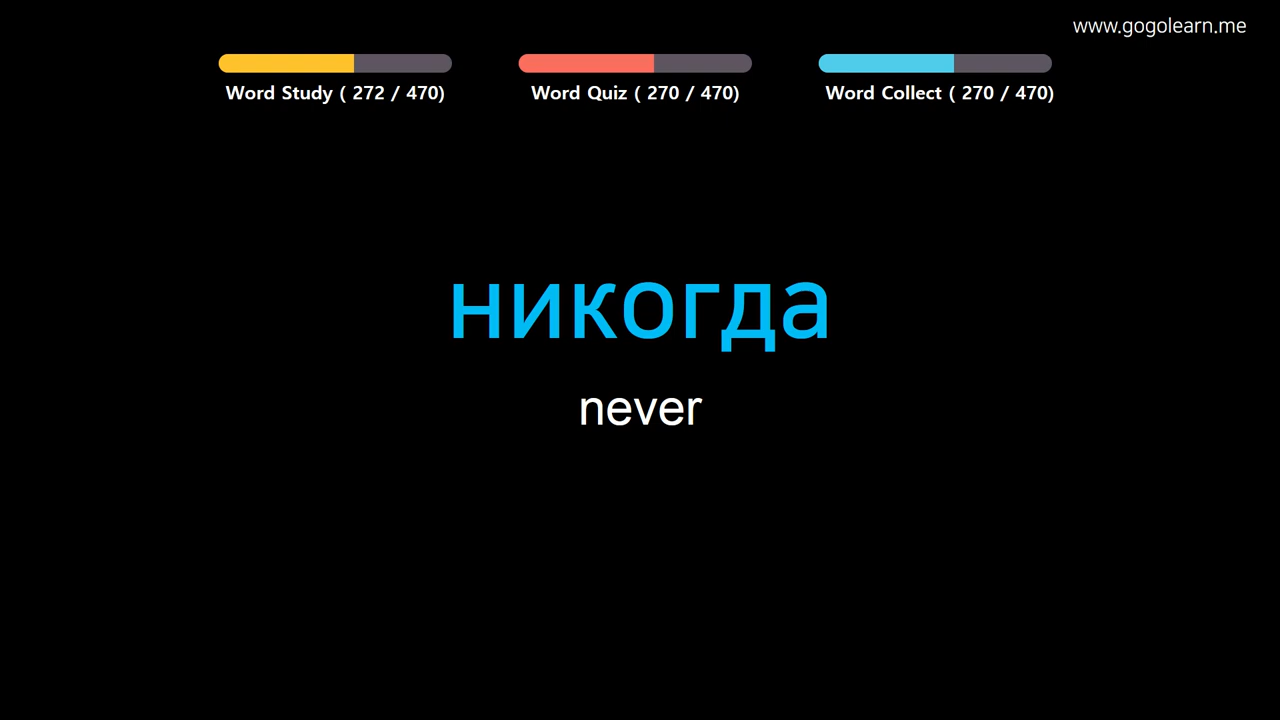 www.gogolearn.me
Word Study ( 272 / 470)
Word Quiz ( 270 / 470)
Word Collect ( 270 / 470)
никогда
never